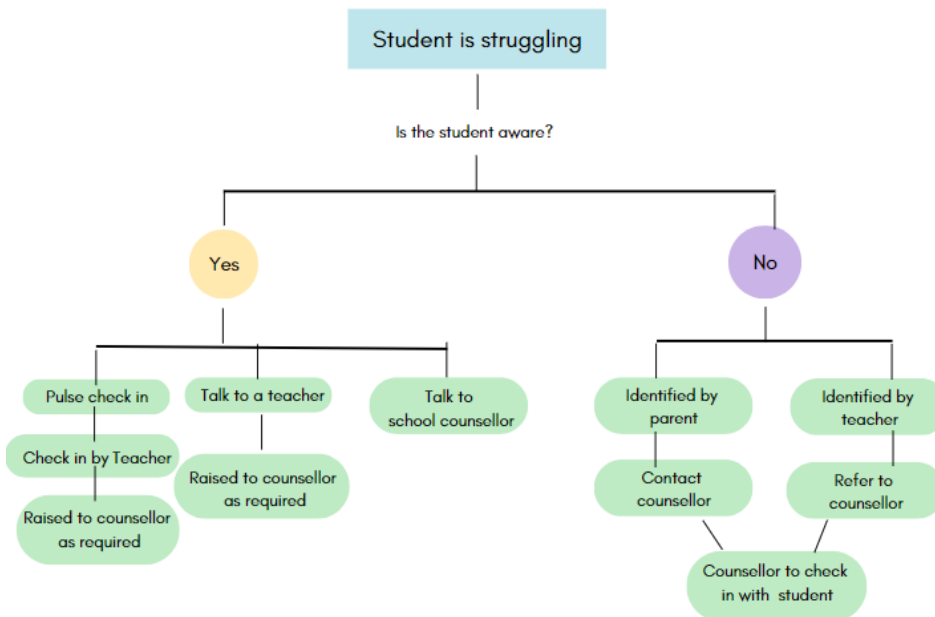 Student is struggling
Is the student aware?
Yes
No
Pulse check in
Talk to a teacher
Talk to
school counsellor
Identified by
parent
Identified by
teacher
Check in by Teacher
Raised to counsellor
as required
Contact
counsellor
Refer to
counsellor
Raised to counsellor
as required
Counsellor to check
in with student